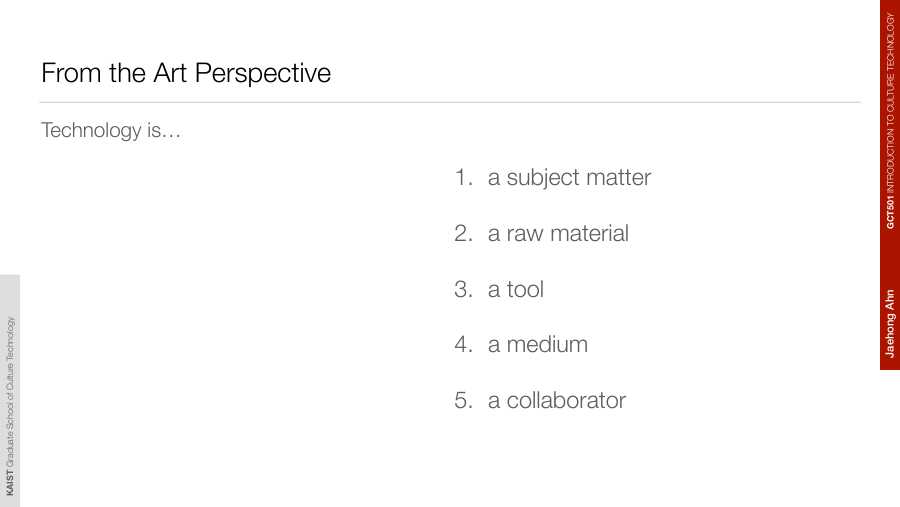 From the Art Perspective
Technology is…
1. a subject matter
2. a raw material
3. a tool
4. a medium
5. a collaborator
GCT501 INTRODUCTION TO CULTURE TECHNOLOGY
Jaehong Ahn
KAIST Graduate School of Culture Technology